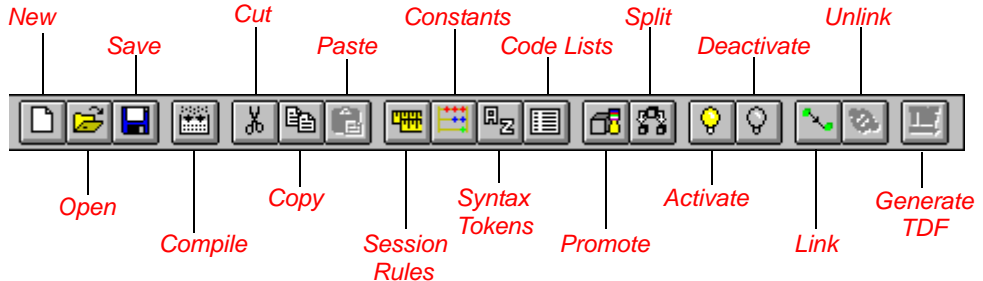 New
Cut
Constants
Split
Unlink
Save
Paste
Code Lists
Deactivate
A
Z
Open
Copy
Syntax
Tokens
Activate
Generate
TDF
Compile
Session
Rules
Promote
Link